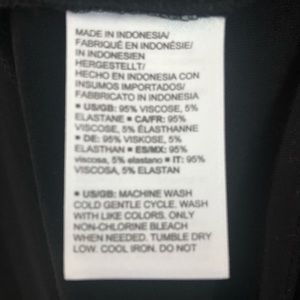 MADE IN INDONESIA/
FABRIQUÉ EN INDONÉSIE/
IN INDONESIEN
HERGESTELLT/
HECHO EN INDONESIA CON
INSUMOS IMPORTADOS/
FABBRICATO IN INDONESIA
• US/GB: 95% VISCOSE, 5%
ELASTANE • CA/FR: 95%
VISCOSE, 5% ÉLASTHANNE
• DE: 95% VISKOSE, 5%
ELASTHAN • ES/MX: 95%
viscosa, 5% elastano • IT: 95%
VISCOSA, 5% ELASTAN
• US/GB: MACHINE WASH
COLD GENTLE CYCLE. WASH
WITH LIKE COLORS. ONLY
NON-CHLORINE BLEACH
WHEN NEEDED. TUMBLE DRY
LOW. COOL IRON. DO NOT